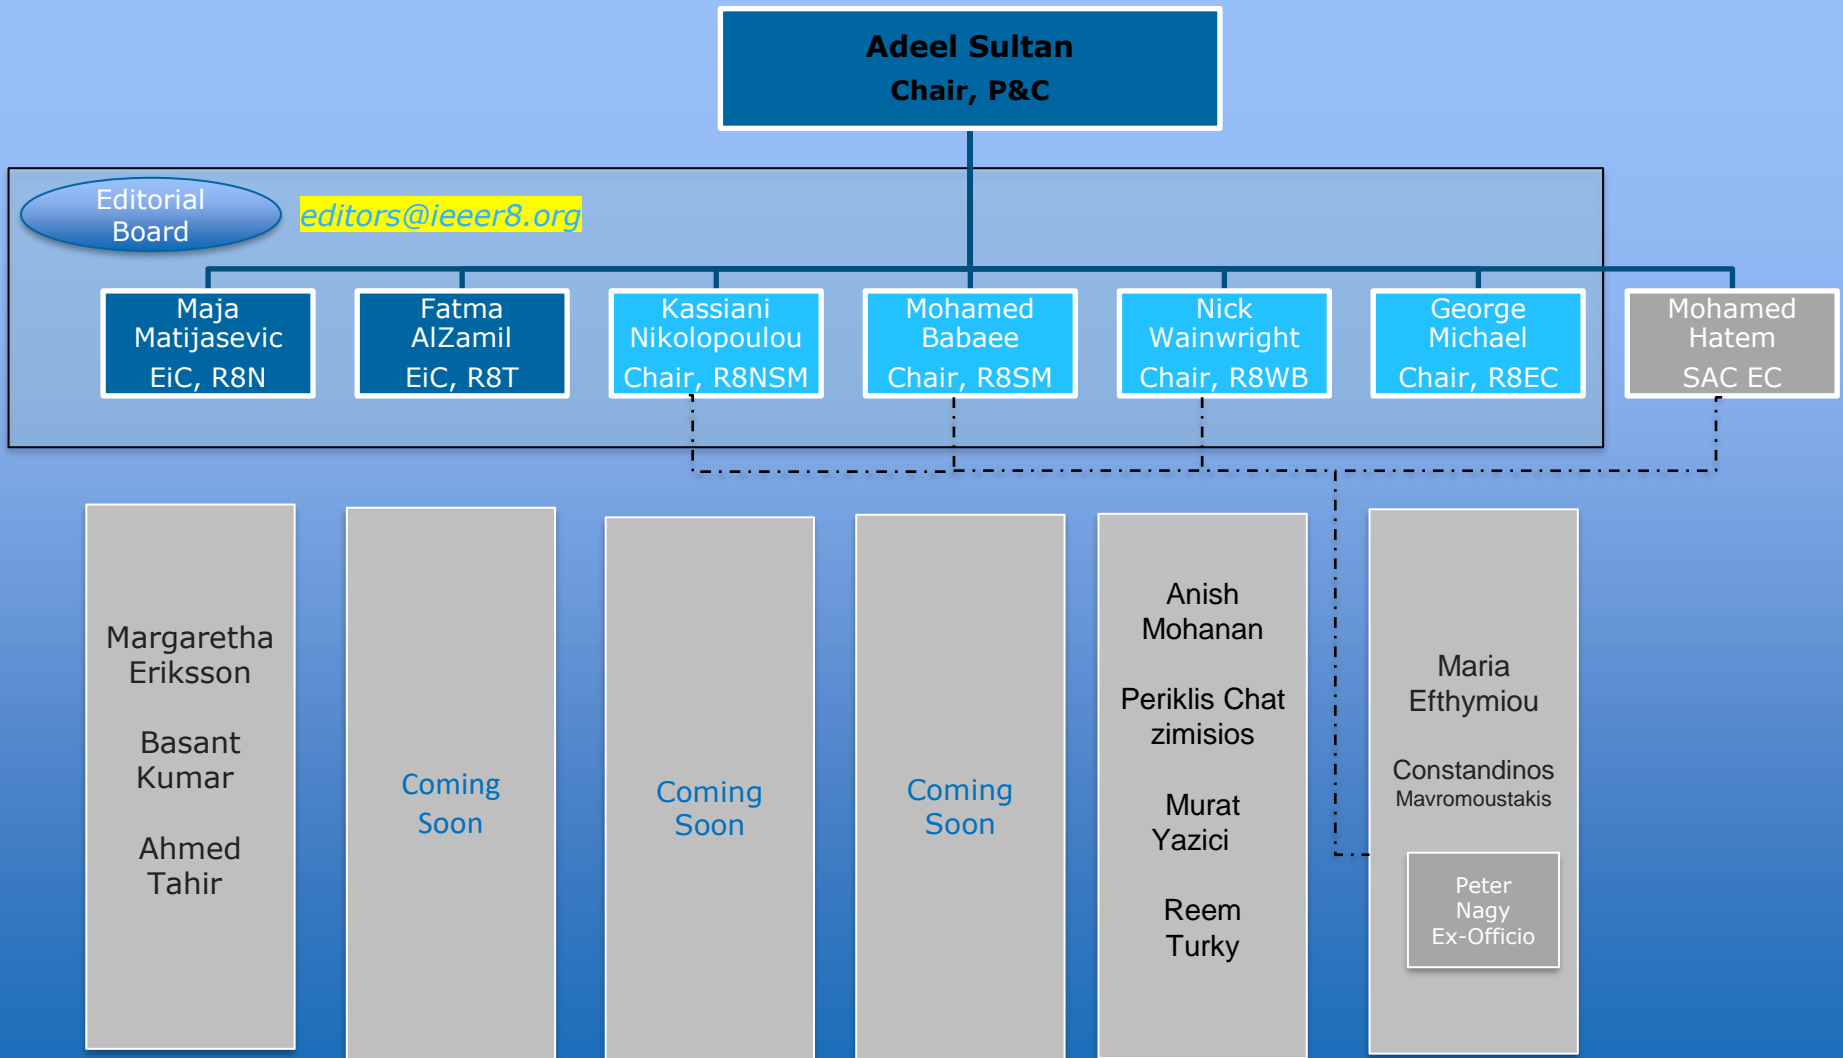 Adeel Sultan
Chair, P&C
Editorial
Board
editors@ieeer8.org
Maja
Matijasevic
EiC, R8N
Fatma
AlZamil
EiC, R8T
Kassiani
Nikolopoulou
Chair, R8NSM
Mohamed
Babaee
Chair, R8SM
Nick
Wainwright
Chair, R8WB
George
Michael
Chair, R8EC
Mohamed
Hatem
SAC EC
Margaretha
Eriksson
Basant
Kumar
Ahmed
Tahir
Coming
Soon
Coming
Soon
Coming
Soon
Anish
Mohanan
Periklis Chat
zimisios
Murat
Yazici
Reem
Turky
Maria
Efthymiou
Constandinos
Mavromoustakis
Peter
Nagy
Ex-Officio